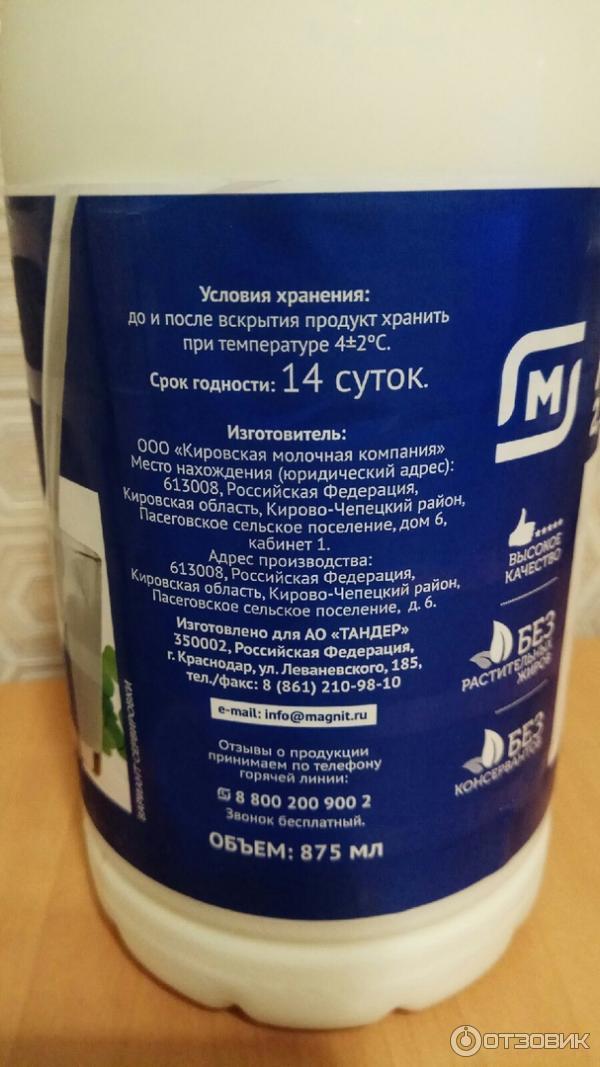 Условия хранения:
до и после вскрытия продукт хранить
при температуре 4±2°C.
Срок годности: 14 суток.
Изготовитель:
ООО «Кировская молочная компания»
Место нахождения (юридический адрес):
613008, Российская Федерация,
Кировская область, Кирово-Чепецкий район,
Пасеговское сельское поселение, дом 6,
кабинет 1.
Адрес производства:
613008, Российская Федерация,
Кировская область, Кирово-Чепецкий район,
Пасеговское сельское поселение, д. 6.
Изготовлено для АО «ТАНДЕР»
350002, Российская Федерация,
г. Краснодар, ул. Леваневского, 185,
тел./факс: 8 (861) 210-98-10
e-mail: info@magnit.ru
Отзывы о продукции
принимаем по телефону
горячей линии:
8 800 200 900 2
Звонок бесплатный.
ОБЪЕМ: 875 мл
ВАРИАНТ СЕРВИРОВКИ
М
ВЫСОКОЕ
КАЧЕСТВО
БЕЗ
РАСТИТЕЛЬНЫХ
ЖИРОВ
БЕЗ
КОНСЕРВАНТОВ
ОТЗОВИК